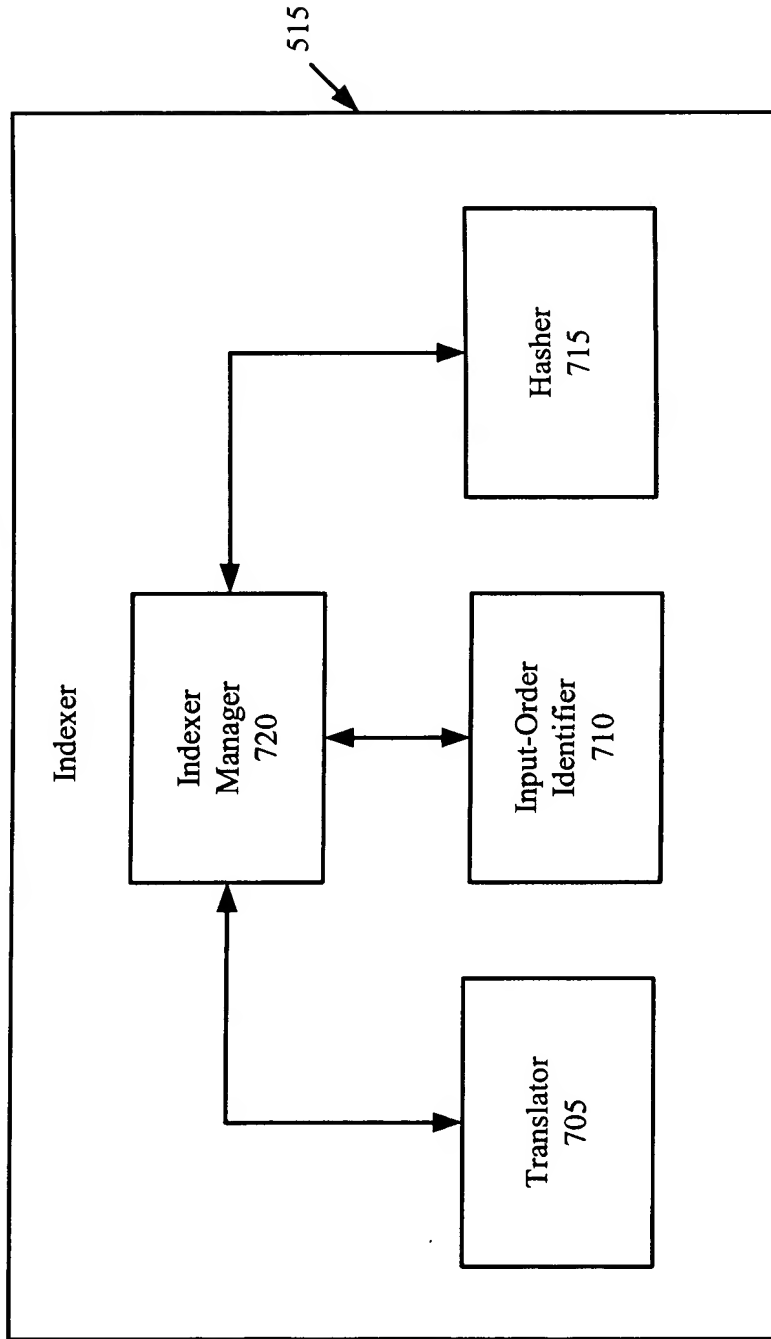 515
Indexer
Indexer
Manager
720
Translator
705
Input-Order
Identifier
710
Hasher
715